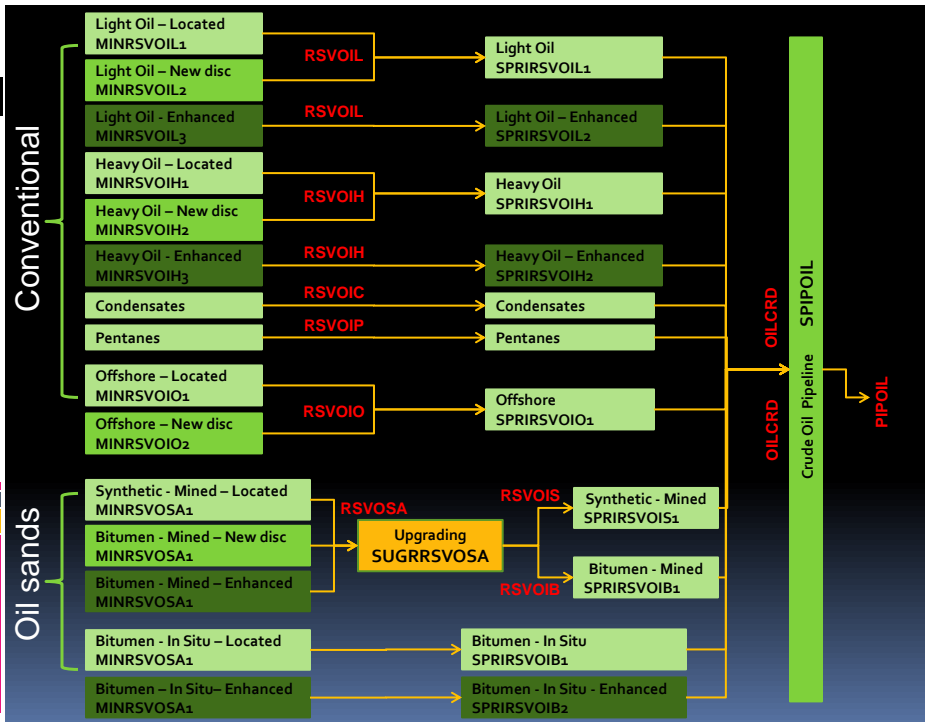 Conventional
Light Oil – Located
MINRSVOIL1
Light Oil – New disc
MINRSVOIL2
RSVOIL
Light Oil
SPRIRSVOIL1
Light Oil - Enhanced
MINRSVOIL3
RSVOIL
Light Oil – Enhanced
SPRIRSVOIL2
Heavy Oil – Located
MINRSVOIH1
Heavy Oil – New disc
MINRSVOIH2
RSVOIH
Heavy Oil
SPRIRSVOIH1
Heavy Oil - Enhanced
MINRSVOIH3
RSVOIH
Heavy Oil – Enhanced
SPRIRSVOIH2
Condensates
RSVOIC
Condensates
Pentanes
RSVOIP
Pentanes
Offshore – Located
MINRSVOIO1
Offshore – New disc
MINRSVOIO2
RSVOIO
Offshore
SPRIRSVOIO1
Oil sands
Synthetic - Mined – Located
MINRSVOSA1
Bitumen - Mined – New disc
MINRSVOSA1
Bitumen - Mined – Enhanced
MINRSVOSA1
RSVOSA
Upgrading
SUGRRSVOSA
RSVOIS
Synthetic - Mined
SPRIRSVOIS1
RSVOIB
Bitumen - Mined
SPRIRSVOIB1
Bitumen - In Situ – Located
MINRSVOSA1
Bitumen - In Situ
SPRIRSVOIB1
Bitumen – In Situ– Enhanced
MINRSVOSA1
Bitumen - In Situ - Enhanced
SPRIRSVOIB2
OILCRD
OILCRD
Crude Oil Pipeline
SPIPOIL
PIPOIL